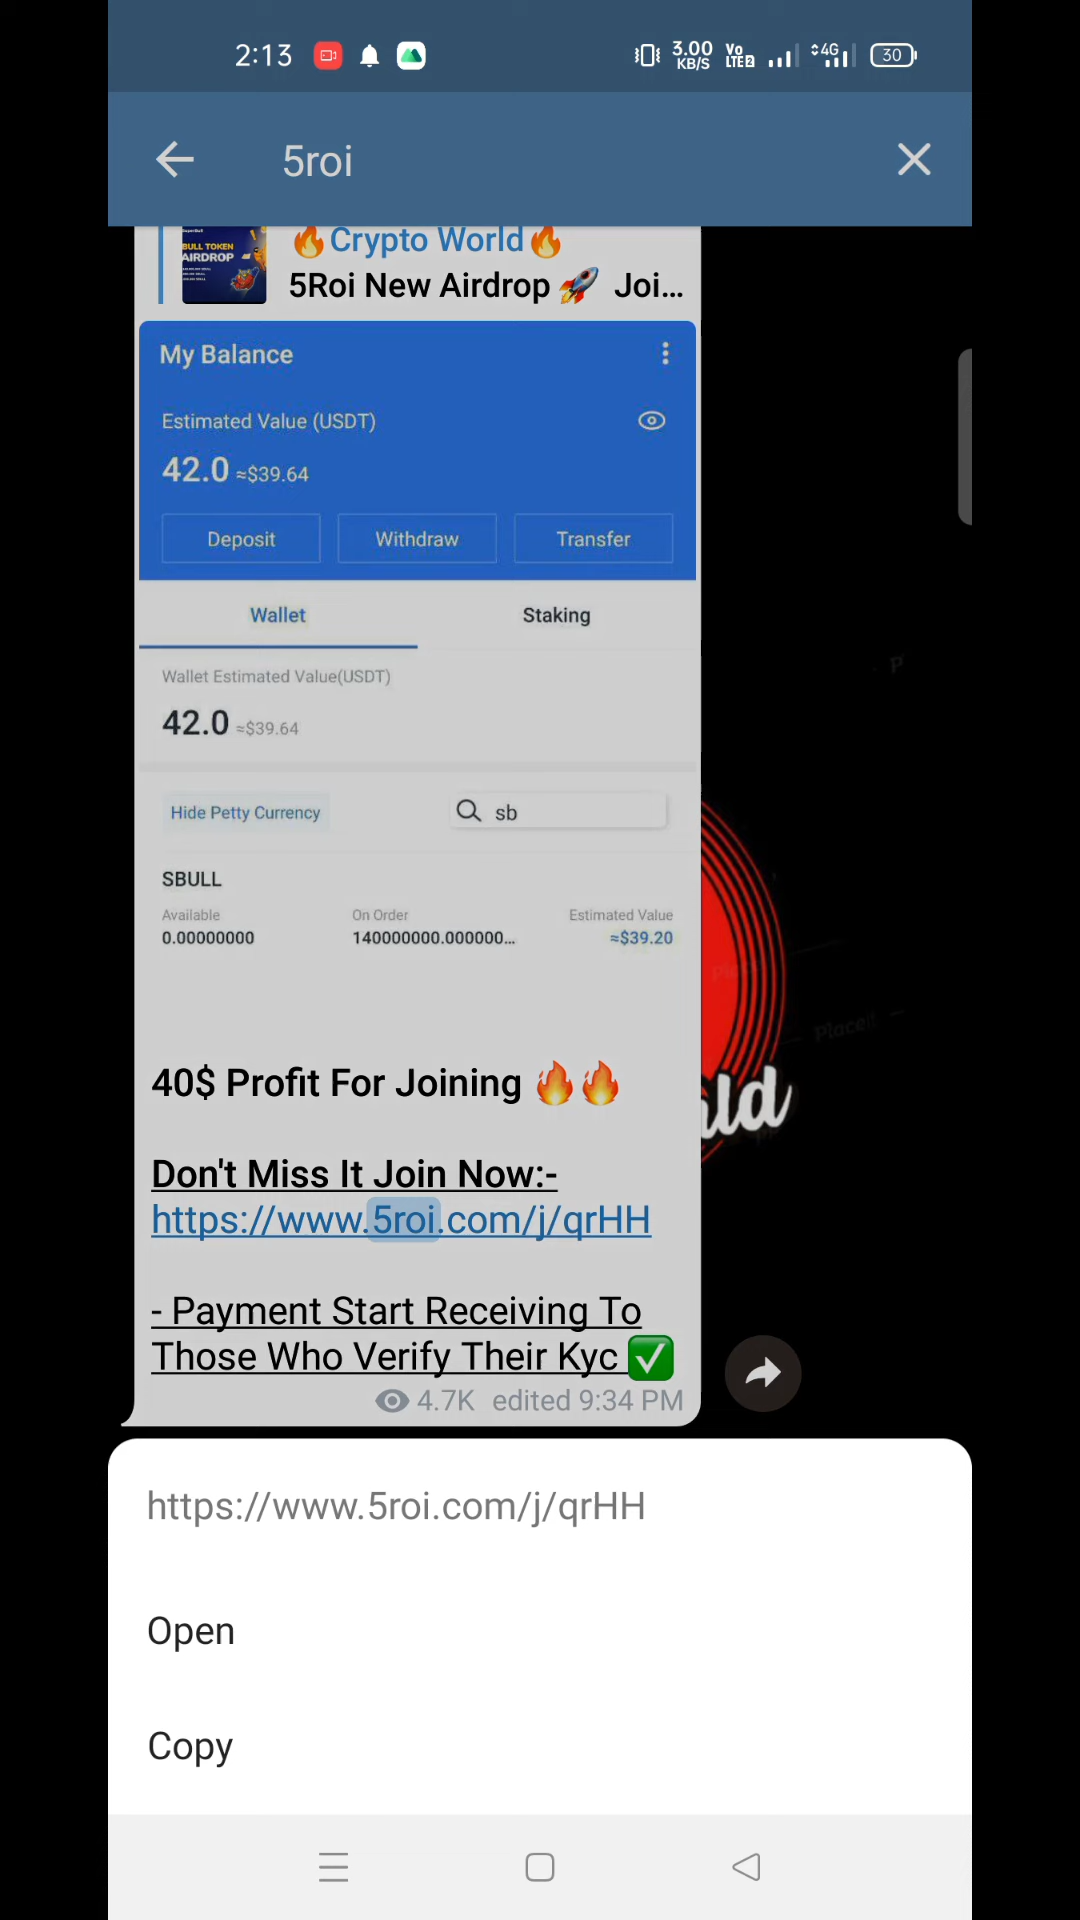 2:13 3.00 KB/S Vo LTE2 4G 30
5roi
BULL TOKEN
AIRDROP
🔥Crypto World🔥
5Roi New Airdrop 🚀 Joi...
My Balance
Estimated Value (USDT)
42.0 ≈$39.64
Deposit Withdraw Transfer
Wallet Staking
Wallet Estimated Value(USDT)
42.0 ≈$39.64
Hide Petty Currency sb
SBULL
Available On Order Estimated Value
0.00000000 140000000.000000... ≈$39.20
40$ Profit For Joining 🔥🔥
Don't Miss It Join Now:-
https://www.5roi.com/j/qrHH
- Payment Start Receiving To
Those Who Verify Their Kyc ✅
4.7K edited 9:34 PM
https://www.5roi.com/j/qrHH
Open
Copy